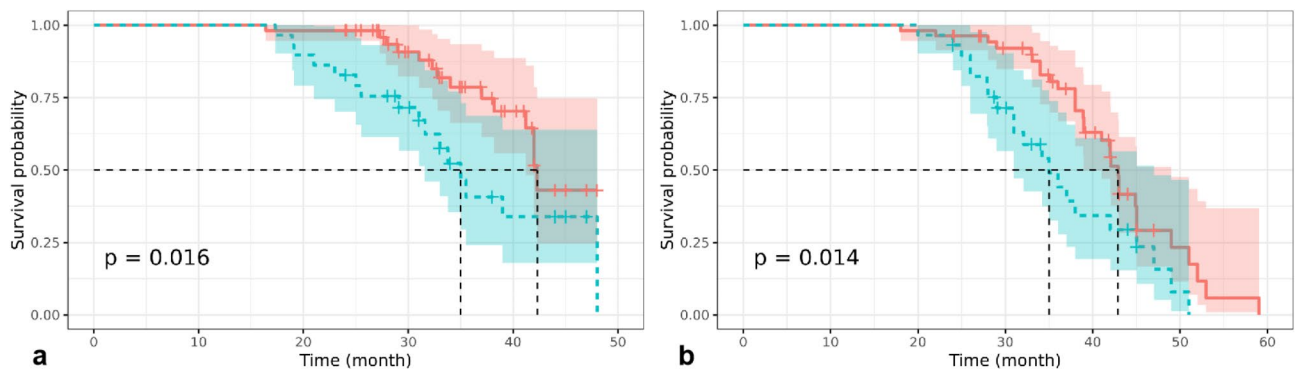 1.00
0.75
0.50
0.25
0.00
Survival probability
p = 0.016
0 10 20 30 40 50
Time (month)
a
1.00
0.75
0.50
0.25
0.00
Survival probability
p = 0.014
0 10 20 30 40 50 60
Time (month)
b